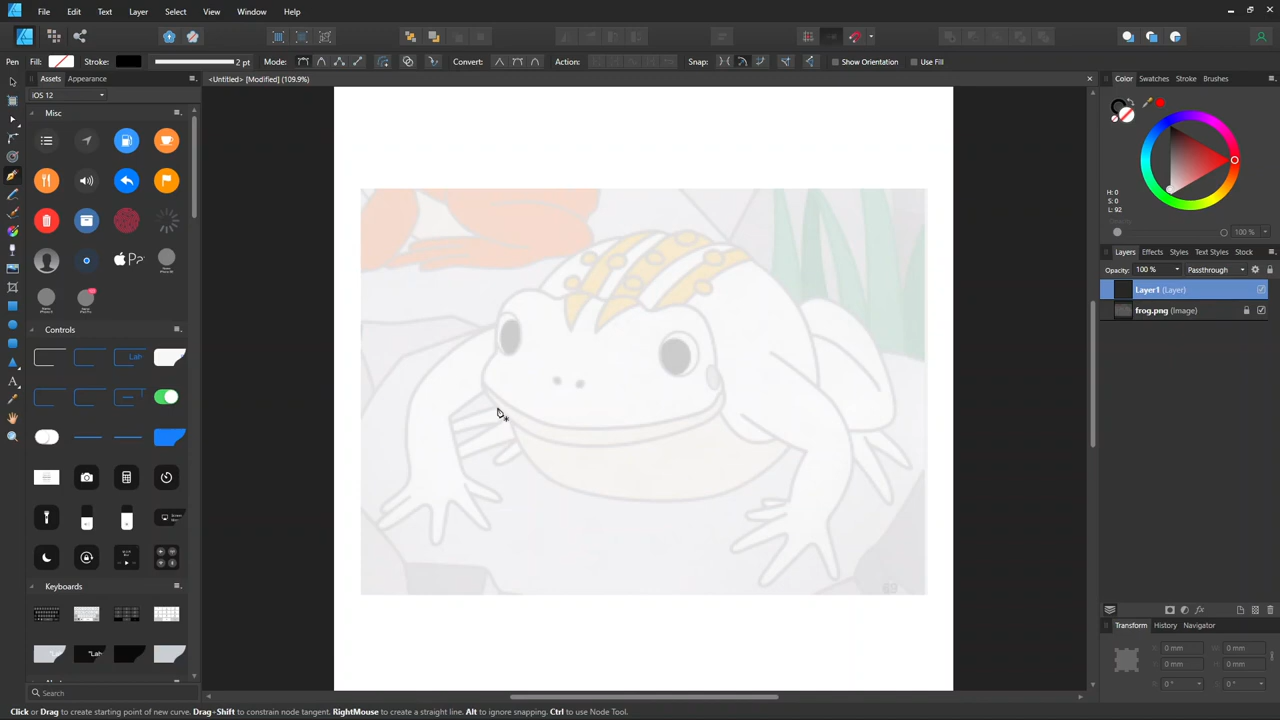 File Edit Text Layer Select View Window Help
Pen Fill: Stroke: 2 pt Mode: Convert: Action: Snap: Show Orientation Use Fill
Assets Appearance
<Untitled> [Modified] (109.9%)
Color Swatches Stroke Brushes
iOS 12
Misc
H: 0
S: 0
L: 92
Opacity
100 %
Layers Effects Styles Text Styles Stock
Opacity: 100 % Passthrough
Layer1 (Layer)
frog.png (Image)
Controls
Keyboards
Transform History Navigator
X: 0 mm W: 0 mm
Y: 0 mm H: 0 mm
R: 0 ° S: 0 °
Search
Click or Drag to create starting point of new curve. Drag+Shift to constrain node tangent. RightMouse to create a straight line. Alt to ignore snapping. Ctrl to use Node Tool.